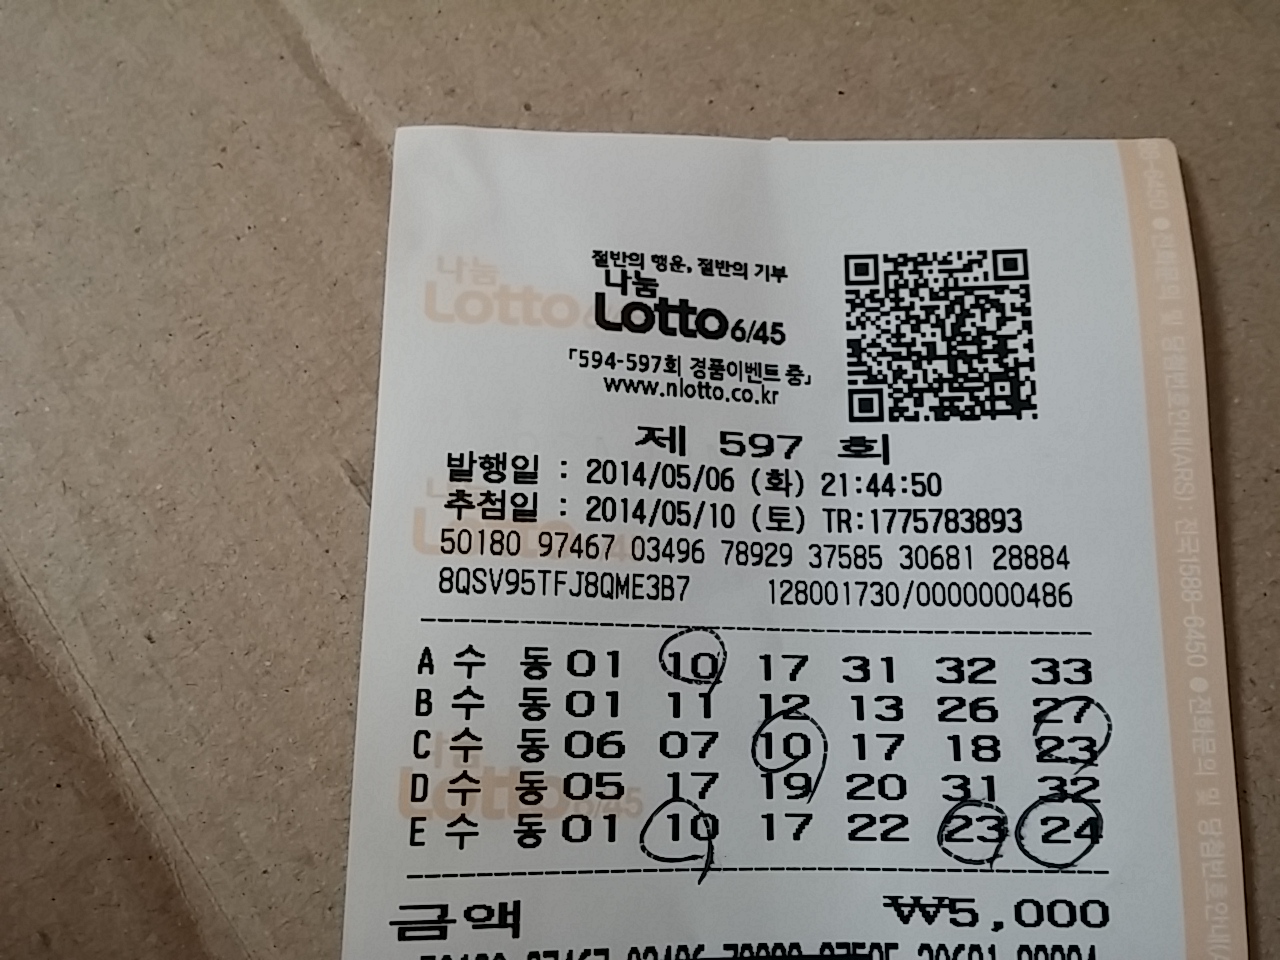 절반의 행운, 절반의 기부
나눔
Lotto 6/45
「594-597회 경품이벤트 중」
www.nlotto.co.kr
제 597 회
발행일 : 2014/05/06 (화) 21:44:50
추첨일 : 2014/05/10 (토) TR:1775783893
50180 97467 03496 78929 37585 30681 28884
8QSV95TFJ8QME3B7 128001730/0000000486
A 수 동 01 10 17 31 32 33
B 수 동 01 11 12 13 26 27
C 수 동 06 07 10 17 18 23
D 수 동 05 17 19 20 31 32
E 수 동 01 10 17 22 23 24
금액 ₩5,000